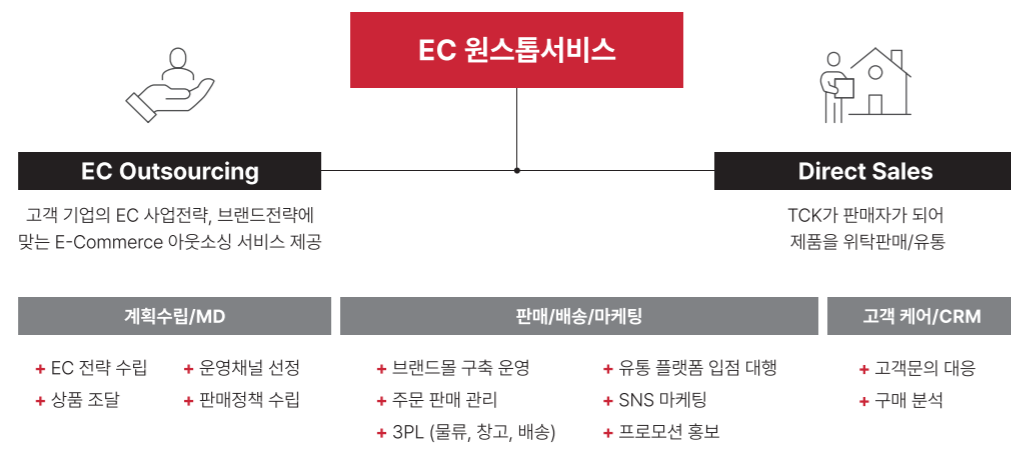 EC 원스톱서비스
EC Outsourcing
고객 기업의 EC 사업전략, 브랜드전략에
맞는 E-Commerce 아웃소싱 서비스 제공
Direct Sales
TCK가 판매자가 되어
제품을 위탁판매/유통
계획수립/MD
+ EC 전략 수립
+ 운영채널 선정
+ 상품 조달
+ 판매정책 수립
판매/배송/마케팅
+ 브랜드몰 구축 운영
+ 유통 플랫폼 입점 대행
+ 주문 판매 관리
+ SNS 마케팅
+ 3PL (물류, 창고, 배송)
+ 프로모션 홍보
고객 케어/CRM
+ 고객문의 대응
+ 구매 분석